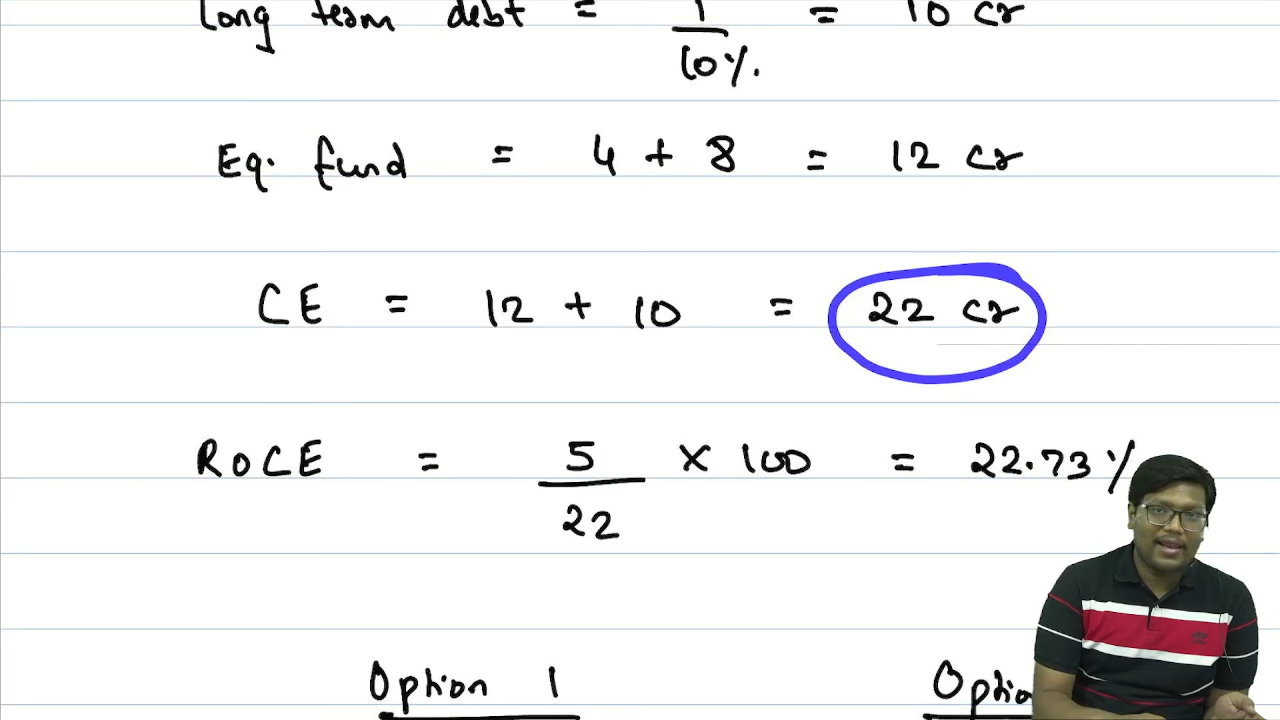 Long term debt = 1 / 10% = 10 cr
Eq. fund = 4 + 8 = 12 cr
CE = 12 + 10 = 22 cr
ROCE = 5 / 22 × 100 = 22.73%
Option 1 Optio